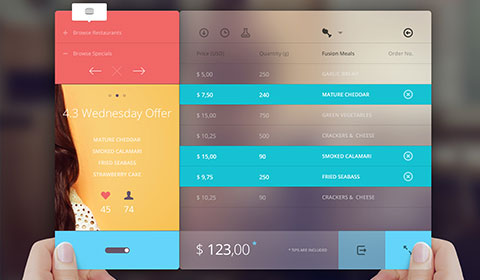 + Browse Restaurants
− Browse Specials
4.3 Wednesday Offer
MATURE CHEDDAR
SMOKED CALAMARI
FRIED SEABASS
STRAWBERRY CAKE
45 74
Price (USD) Quantity (g) Fusion Meals Order No.
$ 5,00 250 GARLIC BREAD
$ 7,50 240 MATURE CHEDDAR
$ 15,00 750 GREEN VEGETABLES
$ 10,25 500 CRACKERS & CHEESE
$ 15,00 90 SMOKED CALAMARI
$ 9,75 250 FRIED SEABASS
$ 10,25 90 CRACKERS & CHEESE
$ 123,00* * TIPS ARE INCLUDED